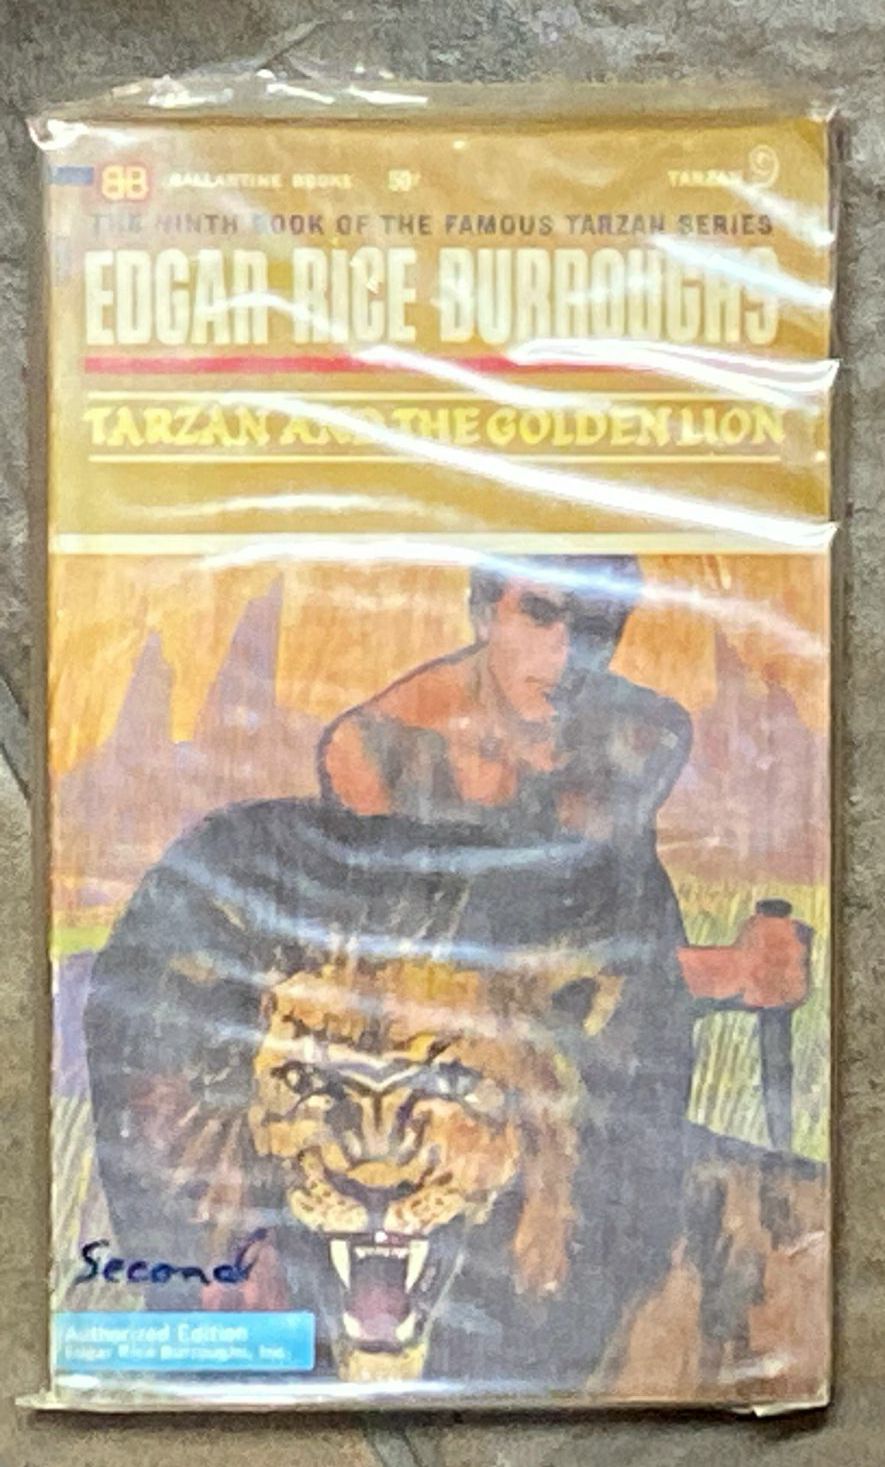 BB BALLANTINE BOOKS 50¢ TARZAN 9
THE NINTH BOOK OF THE FAMOUS TARZAN SERIES
EDGAR RICE BURROUGHS
TARZAN AND THE GOLDEN LION
Second
Authorized Edition
Edgar Rice Burroughs, Inc.